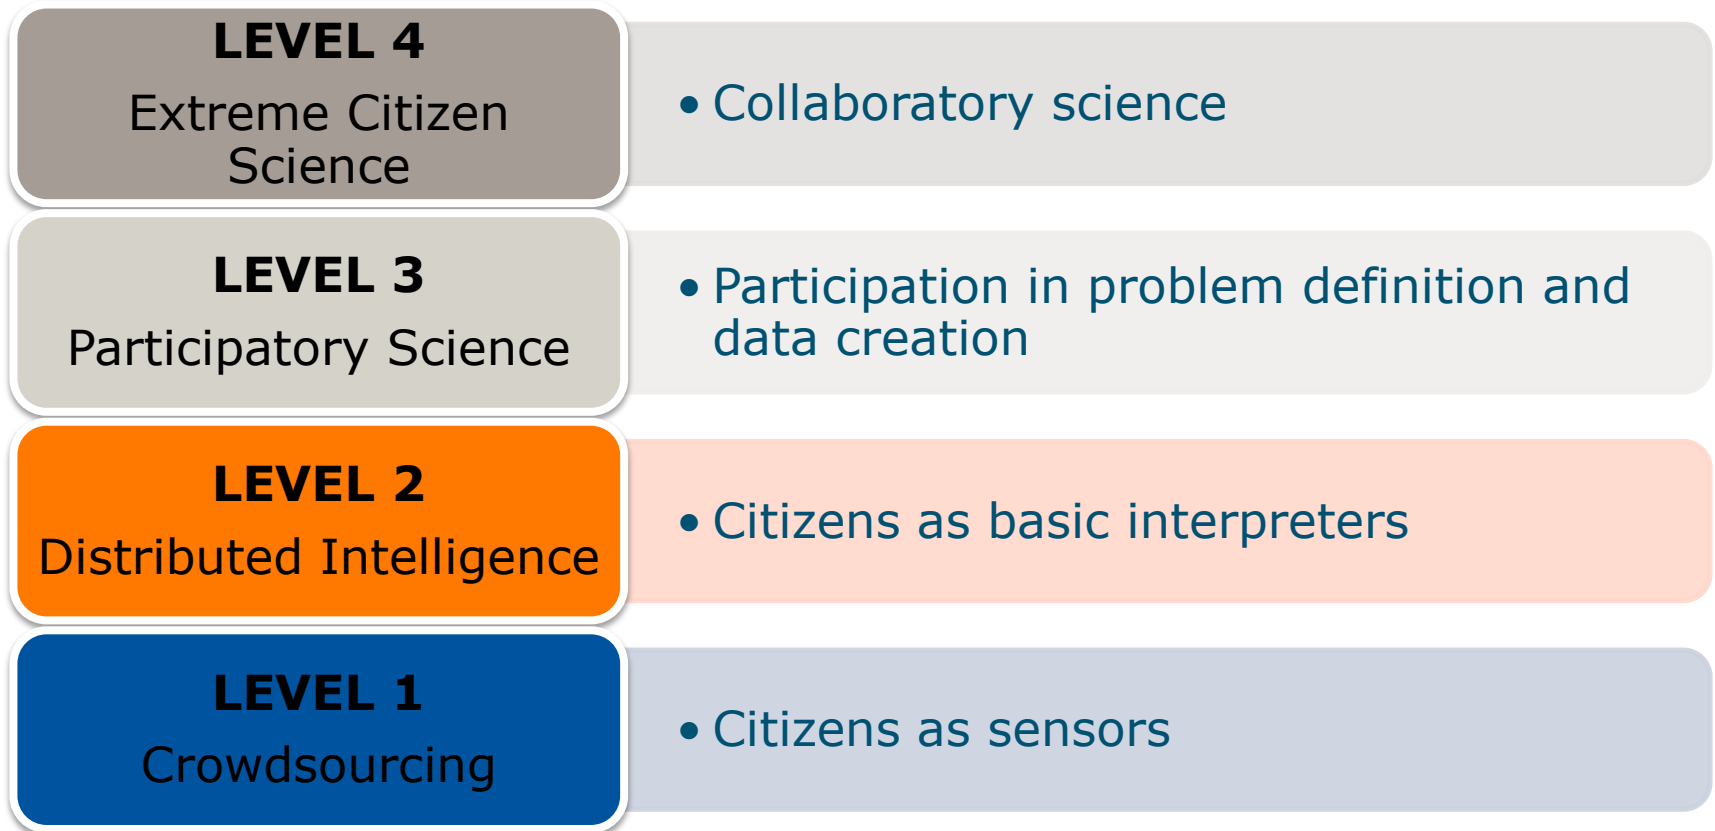 LEVEL 4
Extreme Citizen
Science
• Collaboratory science
LEVEL 3
Participatory Science
• Participation in problem definition and
data creation
LEVEL 2
Distributed Intelligence
• Citizens as basic interpreters
LEVEL 1
Crowdsourcing
• Citizens as sensors